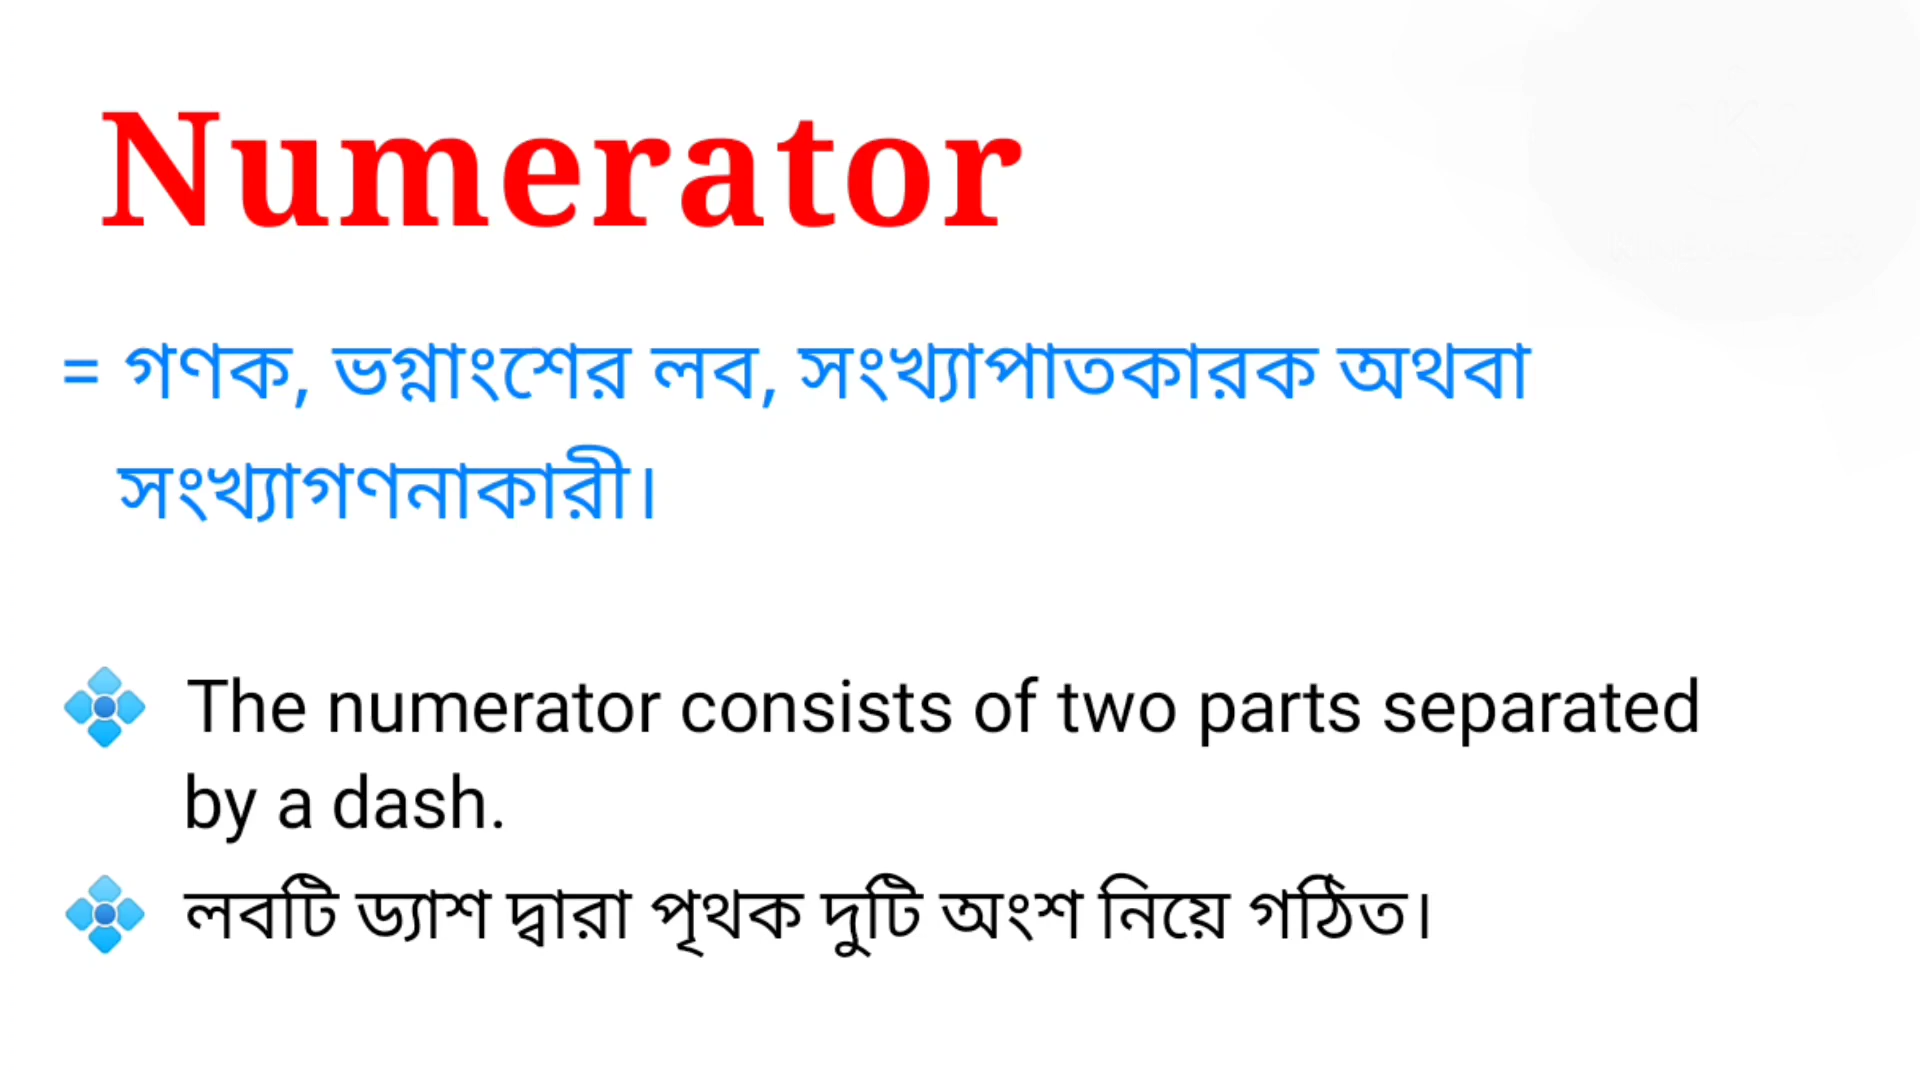 Numerator
= গণক, ভগ্নাংশের লব, সংখ্যাপাতকারক অথবা
সংখ্যাগণনাকারী।
The numerator consists of two parts separated
by a dash.
লবটি ড্যাশ দ্বারা পৃথক দুটি অংশ নিয়ে গঠিত।